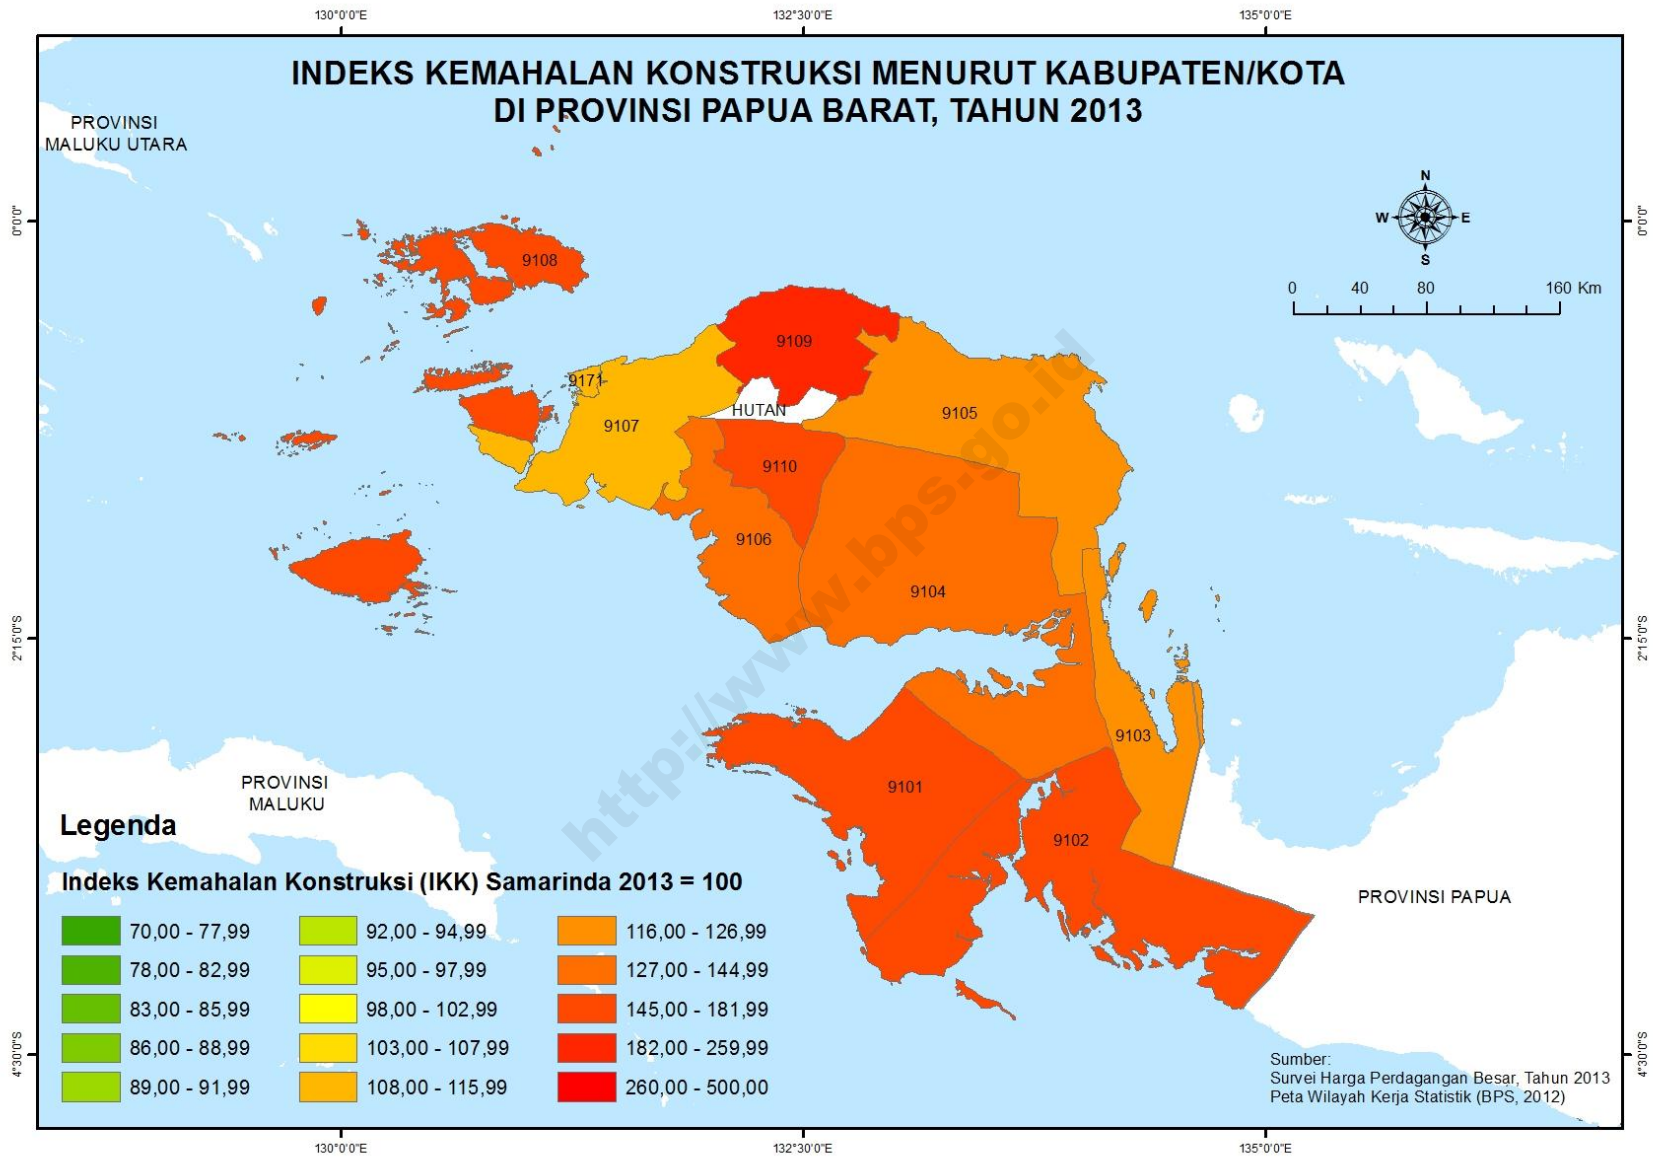 130°0'0"E 132°30'0"E 135°0'0"E
INDEKS KEMAHALAN KONSTRUKSI MENURUT KABUPATEN/KOTA
DI PROVINSI PAPUA BARAT, TAHUN 2013
PROVINSI
MALUKU UTARA
N
W E
S
0°0'0" 0°0'0"
0 40 80 160 Km
9108
9109
9171
HUTAN
9105
9107
9110
9106
9104
2°15'0"S 2°15'0"S
9103
9101
9102
PROVINSI
MALUKU
PROVINSI PAPUA
http://www.bps.go.id
Legenda
Indeks Kemahalan Konstruksi (IKK) Samarinda 2013 = 100
70,00 - 77,99 92,00 - 94,99 116,00 - 126,99
78,00 - 82,99 95,00 - 97,99 127,00 - 144,99
83,00 - 85,99 98,00 - 102,99 145,00 - 181,99
86,00 - 88,99 103,00 - 107,99 182,00 - 259,99
89,00 - 91,99 108,00 - 115,99 260,00 - 500,00
4°30'0"S 4°30'0"S
Sumber:
Survei Harga Perdagangan Besar, Tahun 2013
Peta Wilayah Kerja Statistik (BPS, 2012)
130°0'0"E 132°30'0"E 135°0'0"E